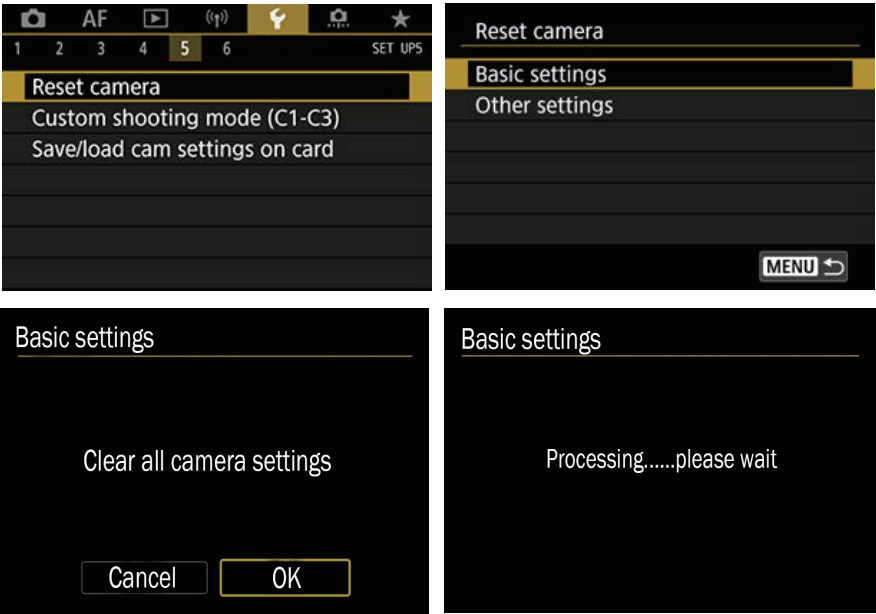 AF
1 2 3 4 5 6 SET UP5
Reset camera
Custom shooting mode (C1-C3)
Save/load cam settings on card
Reset camera
Basic settings
Other settings
MENU
Basic settings
Clear all camera settings
Cancel OK
Basic settings
Processing......please wait